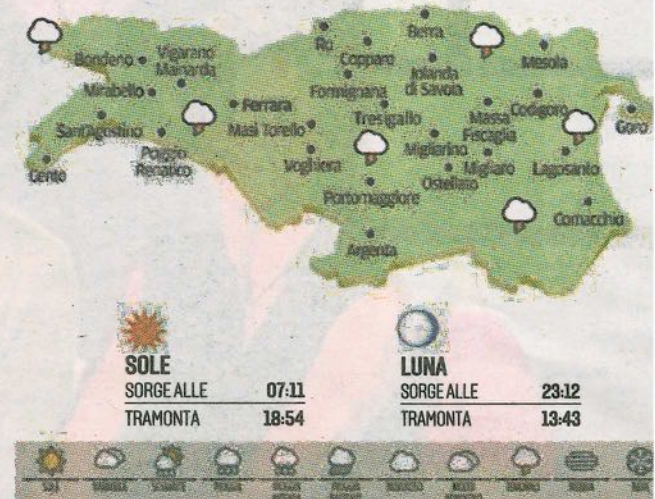 Berra
Ro
Copparo
Mesola
Bondeno
Vigarano
Mainarda
Jolanda
di Savoia
Mirabello
Formignana
Ferrara
Codigoro
Tresigallo
Massa
Fiscaglia
Goro
Sant'Agostino
Masi Torello
Migliarino
Poggio
Renatico
Voghiera
Migliaro
Lagosanto
Cento
Ostellato
Portomaggiore
Comacchio
Argenta
SOLE
SORGE ALLE 07:11
TRAMONTA 18:54
LUNA
SORGE ALLE 23:12
TRAMONTA 13:43